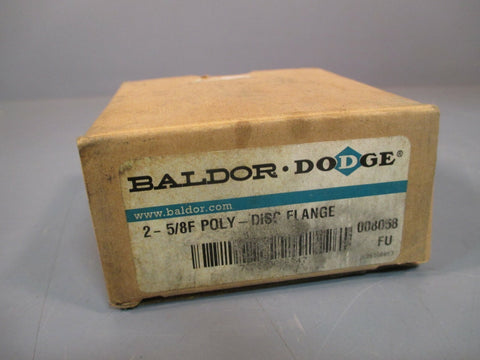 BALDOR • DODGE®
www.baldor.com
2- 5/8F POLY-DISC FLANGE
008068
FU